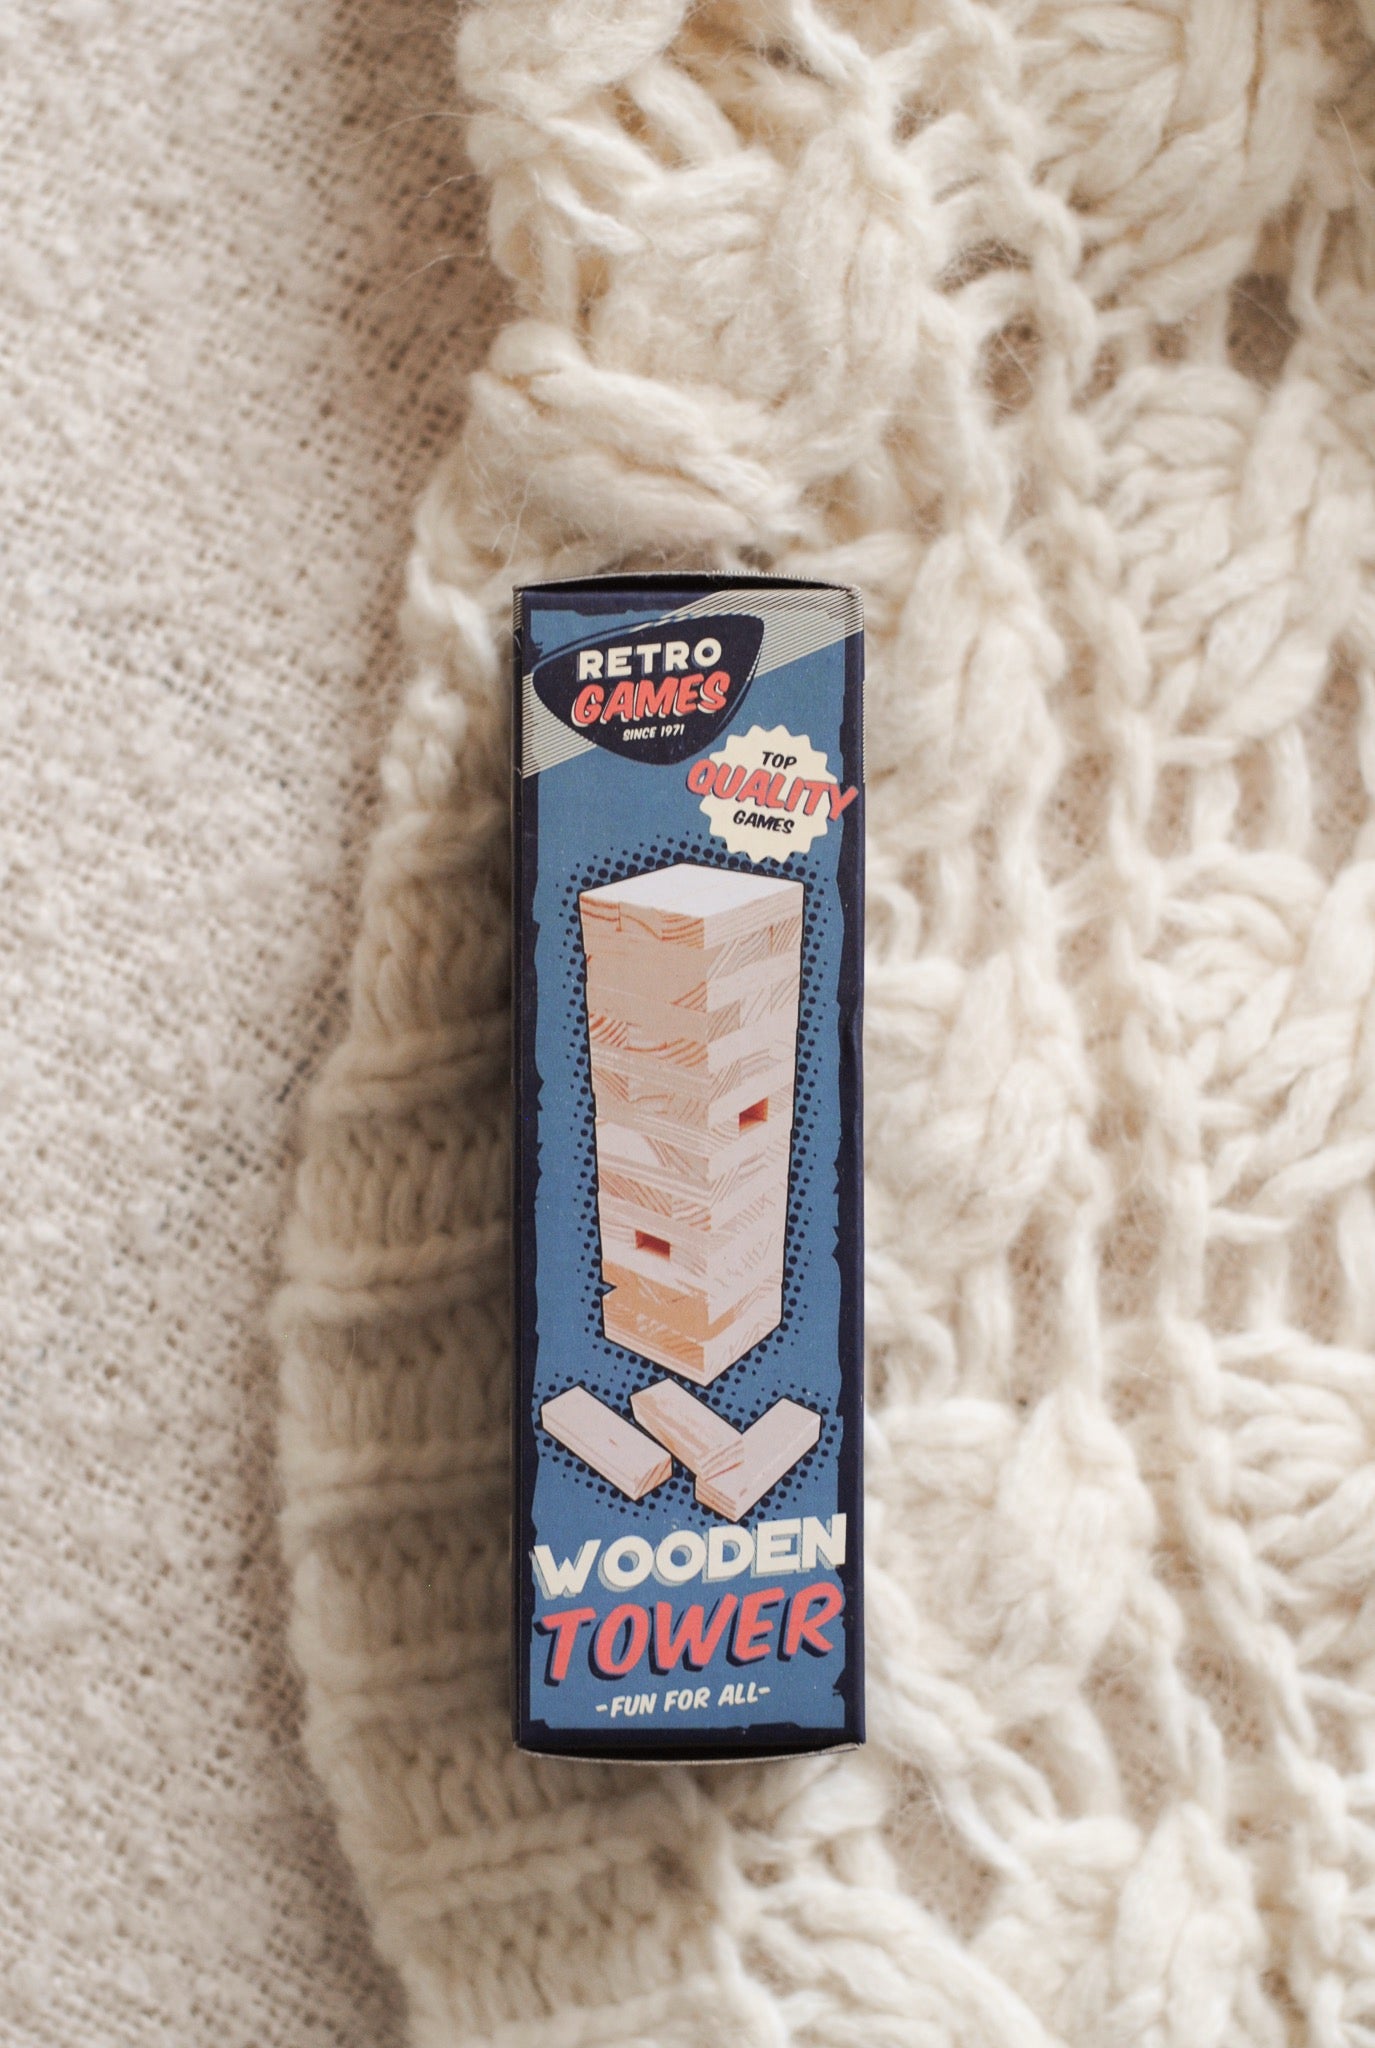 RETRO
GAMES
SINCE 1971
TOP
QUALITY
GAMES
WOODEN
TOWER
-FUN FOR ALL-